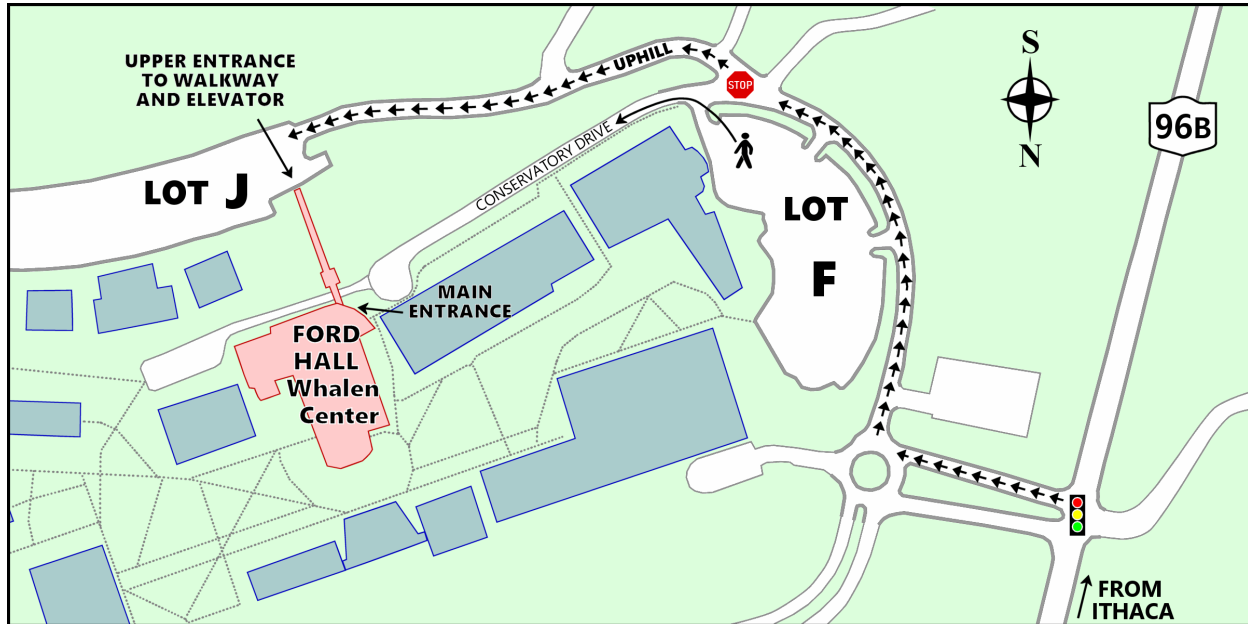 UPPER ENTRANCE
TO WALKWAY
AND ELEVATOR
UPHILL
STOP
S
N
96B
CONSERVATORY DRIVE
LOT J
LOT
F
MAIN
ENTRANCE
FORD
HALL
Whalen
Center
FROM
ITHACA